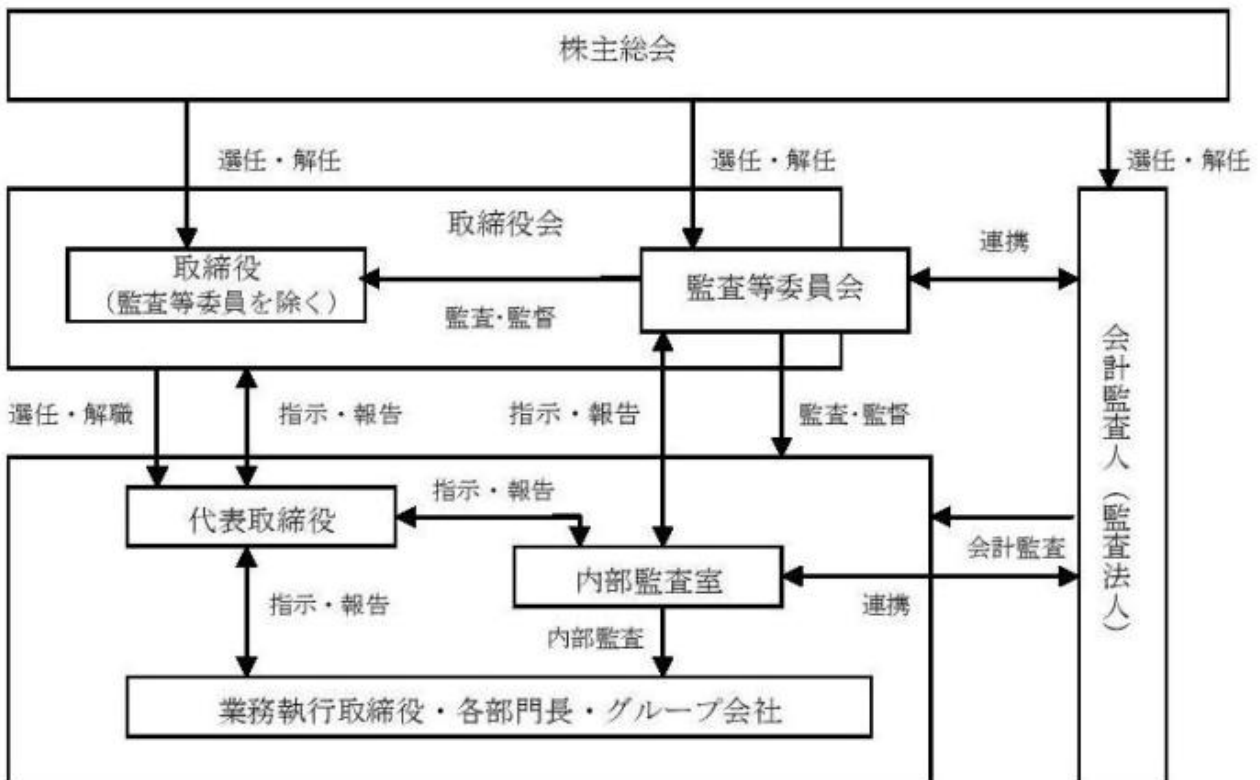 株主総会
選任・解任
選任・解任
選任・解任
取締役会
取締役
（監査等委員を除く）
監査・監督
監査等委員会
連携
会計監査人（監査法人）
選任・解職
指示・報告
指示・報告
監査・監督
代表取締役
指示・報告
内部監査室
会計監査
連携
指示・報告
内部監査
業務執行取締役・各部門長・グループ会社